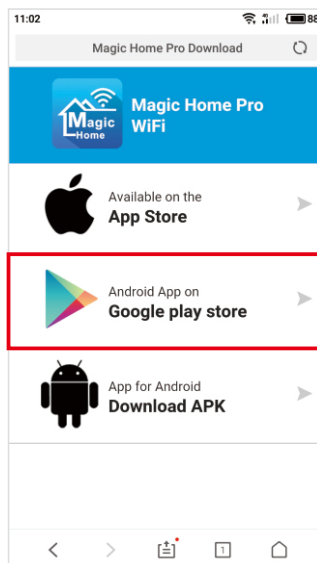 11:02
88
Magic Home Pro Download
Magic
Home
Magic Home Pro
WiFi
Available on the
App Store
Android App on
Google play store
App for Android
Download APK
1